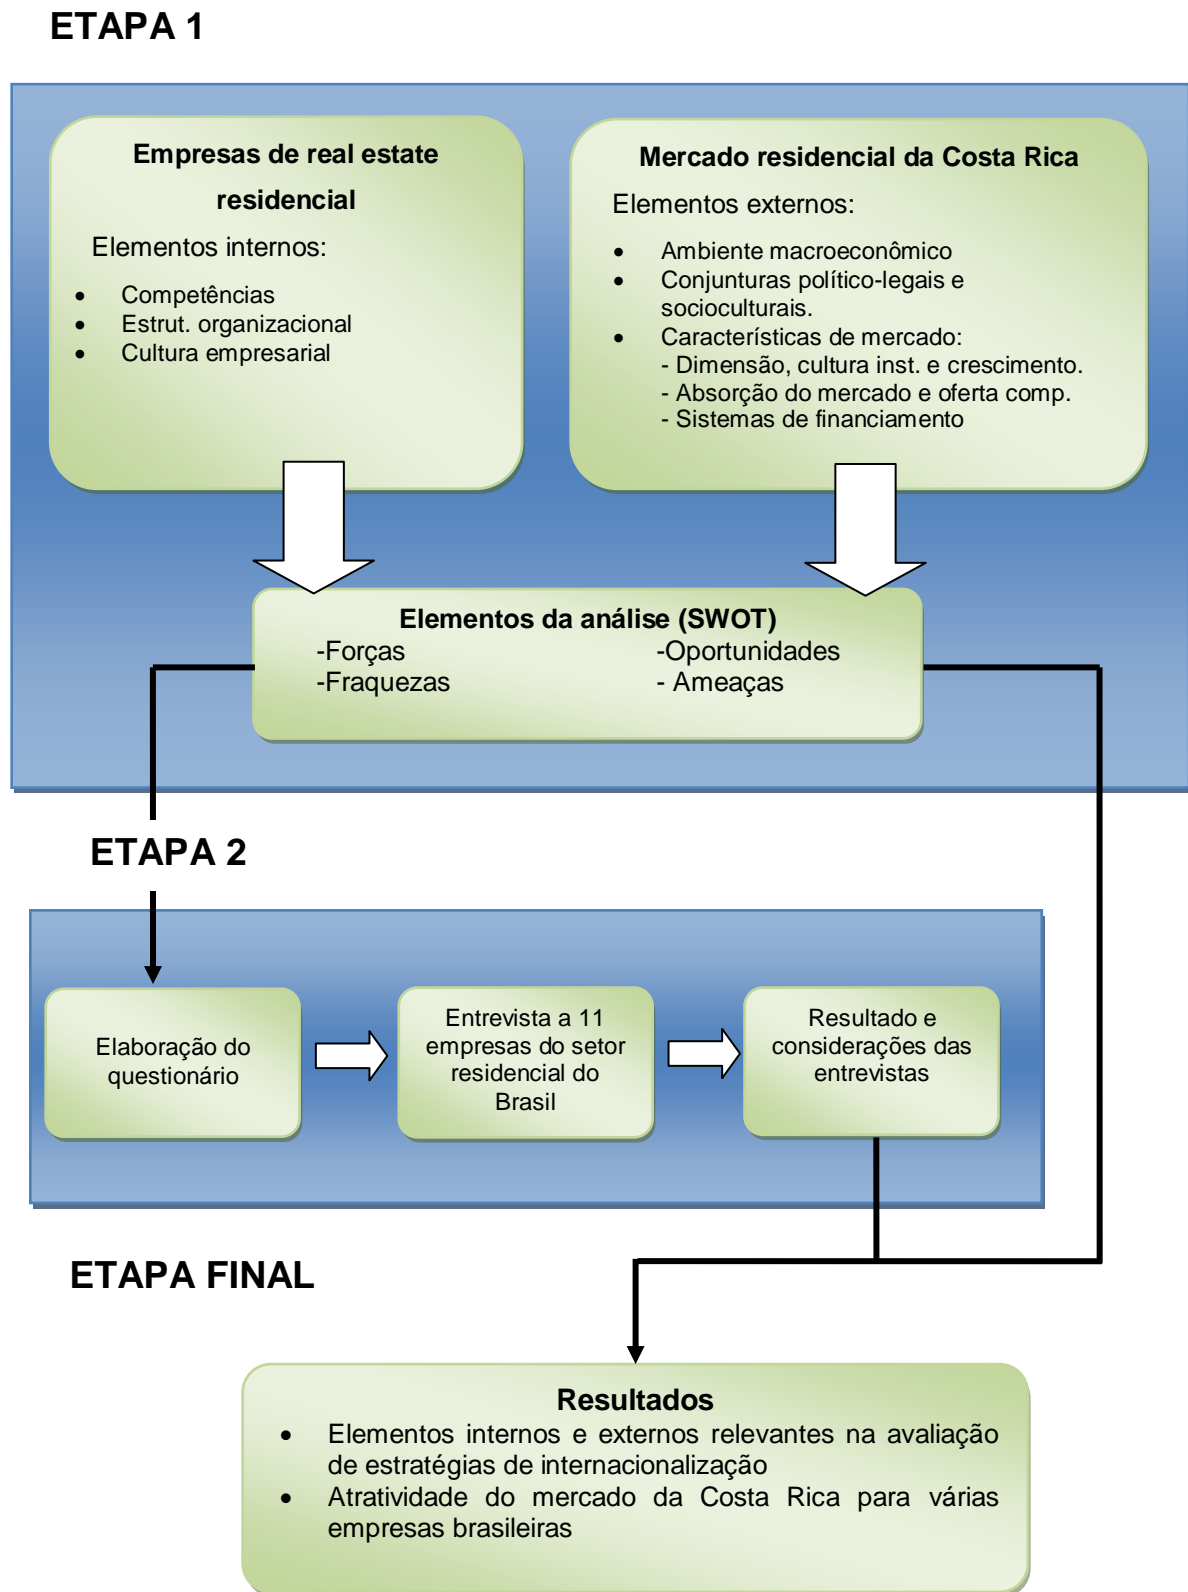 ETAPA 1
Empresas de real estate
residencial
Elementos internos:
• Competências
• Estrut. organizacional
• Cultura empresarial
Mercado residencial da Costa Rica
Elementos externos:
• Ambiente macroeconômico
• Conjunturas político-legais e
socioculturais.
• Características de mercado:
- Dimensão, cultura inst. e crescimento.
- Absorção do mercado e oferta comp.
- Sistemas de financiamento
Elementos da análise (SWOT)
-Forças -Oportunidades
-Fraquezas - Ameaças
ETAPA 2
Elaboração do
questionário
Entrevista a 11
empresas do setor
residencial do
Brasil
Resultado e
considerações das
entrevistas
ETAPA FINAL
Resultados
• Elementos internos e externos relevantes na avaliação
de estratégias de internacionalização
• Atratividade do mercado da Costa Rica para várias
empresas brasileiras